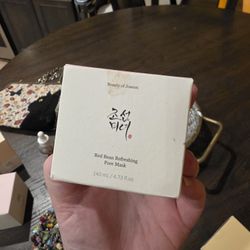 Beauty of Joseon
조선
미녀
Red Bean Refreshing
Pore Mask
140 ml / 4.73 fl.oz